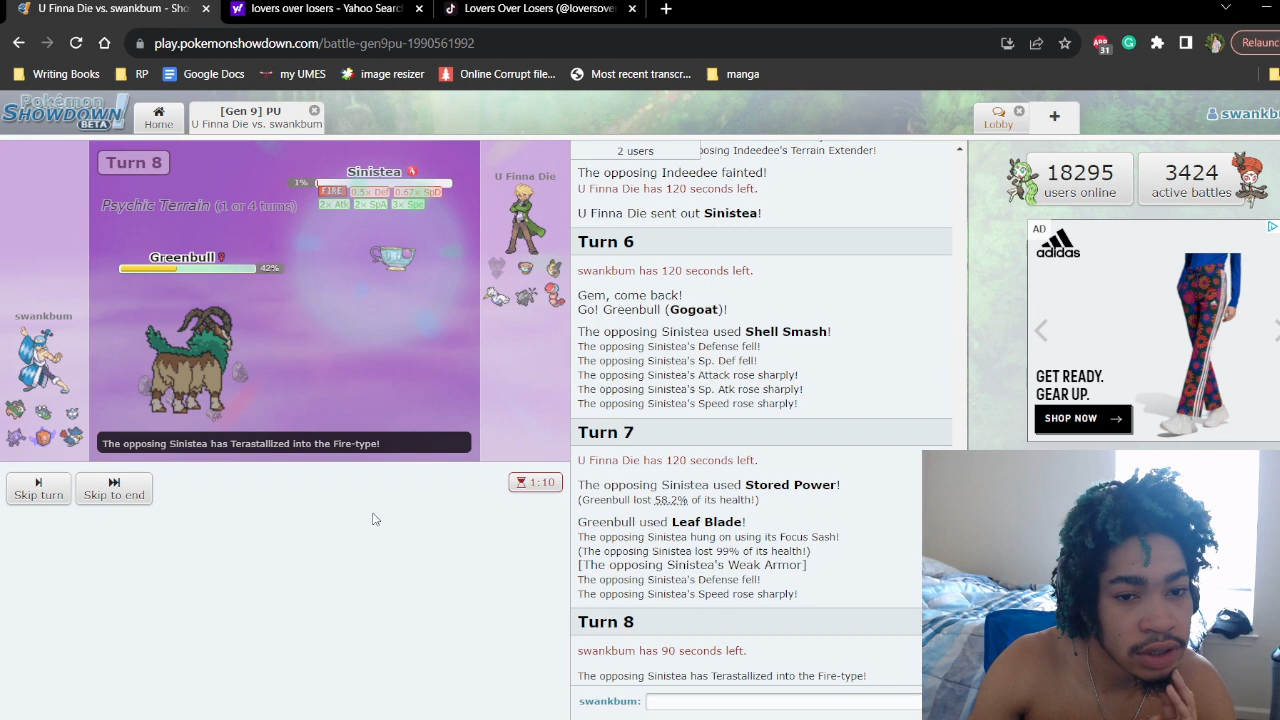 U Finna Die vs. swankbum - Sho
lovers over losers - Yahoo Searc
Lovers Over Losers (@loversove
play.pokemonshowdown.com/battle-gen9pu-1990561992
31
Relaunc
Writing Books
RP
Google Docs
my UMES
image resizer
Online Corrupt file...
Most recent transcr...
manga
Pokémon
SHOWDOWN!
BETA
Home
[Gen 9] PU
U Finna Die vs. swankbum
Lobby
swankbu
Turn 8
Psychic Terrain (1 or 4 turns)
Sinistea
1%
FIRE 0.5× Def 0.67× SpD
2× Atk 2× SpA 3× Spe
Greenbull
42%
U Finna Die
swankbum
The opposing Sinistea has Terastallized into the Fire-type!
Skip turn
Skip to end
1:10
2 users
posing Indeedee's Terrain Extender!
The opposing Indeedee fainted!
U Finna Die has 120 seconds left.
U Finna Die sent out Sinistea!
Turn 6
swankbum has 120 seconds left.
Gem, come back!
Go! Greenbull (Gogoat)!
The opposing Sinistea used Shell Smash!
The opposing Sinistea's Defense fell!
The opposing Sinistea's Sp. Def fell!
The opposing Sinistea's Attack rose sharply!
The opposing Sinistea's Sp. Atk rose sharply!
The opposing Sinistea's Speed rose sharply!
Turn 7
U Finna Die has 120 seconds left.
The opposing Sinistea used Stored Power!
(Greenbull lost 58.2% of its health!)
Greenbull used Leaf Blade!
The opposing Sinistea hung on using its Focus Sash!
(The opposing Sinistea lost 99% of its health!)
[The opposing Sinistea's Weak Armor]
The opposing Sinistea's Defense fell!
The opposing Sinistea's Speed rose sharply!
Turn 8
swankbum has 90 seconds left.
The opposing Sinistea has Terastallized into the Fire-type!
swankbum:
18295
users online
3424
active battles
AD
adidas
GET READY.
GEAR UP.
SHOP NOW